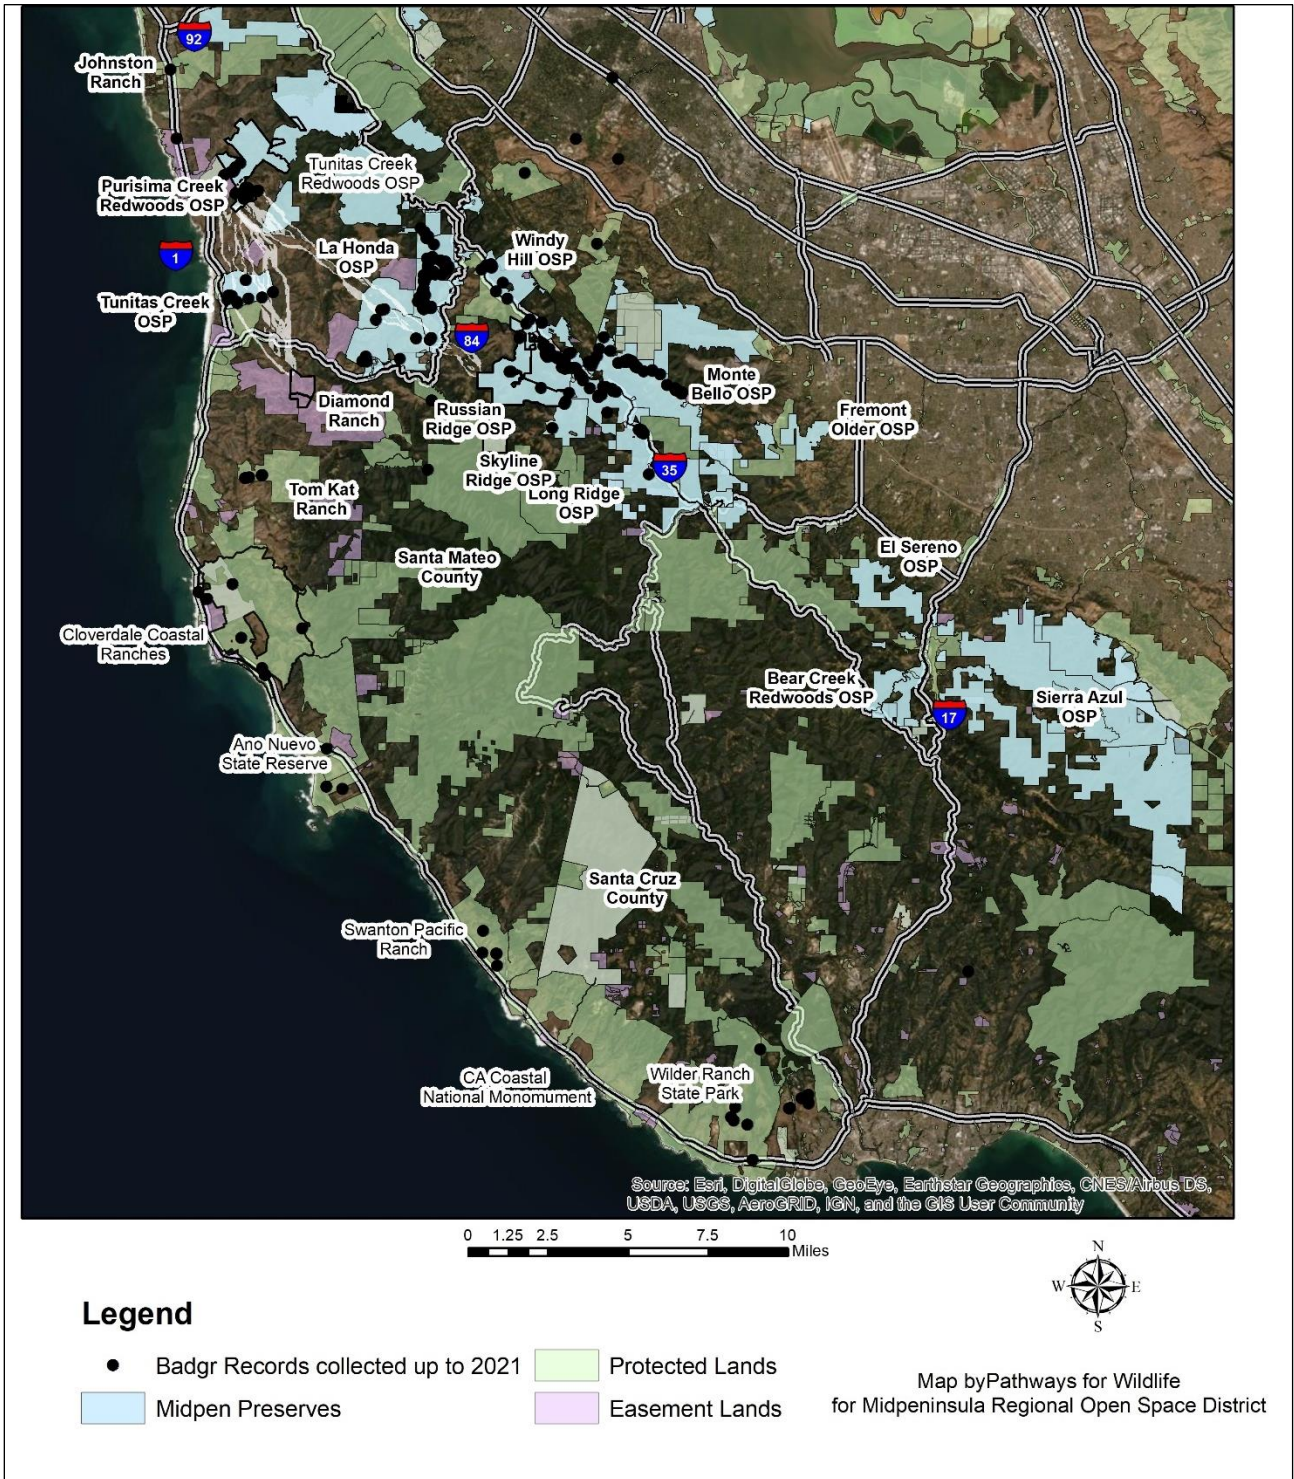 92
Johnston
Ranch
Tunitas Creek
Redwoods OSP
Purisima Creek
Redwoods OSP
La Honda
OSP
Windy
Hill OSP
1
Tunitas Creek
OSP
84
Monte
Bello OSP
Diamond
Ranch
Russian
Ridge OSP
Fremont
Older OSP
Skyline
Ridge OSP
35
Tom Kat
Ranch
Long Ridge
OSP
Santa Mateo
County
El Sereno
OSP
Cloverdale Coastal
Ranches
Bear Creek
Redwoods OSP
Sierra Azul
OSP
17
Ano Nuevo
State Reserve
Santa Cruz
County
Swanton Pacific
Ranch
CA Coastal
National Monomument
Wilder Ranch
State Park
Source: Esri, DigitalGlobe, GeoEye, Earthstar Geographics, CNES/Airbus DS,
USDA, USGS, AeroGRID, IGN, and the GIS User Community
0 1.25 2.5 5 7.5 10
Miles
N
W E
S
Legend
Badgr Records collected up to 2021
Protected Lands
Midpen Preserves
Easement Lands
Map byPathways for Wildlife
for Midpeninsula Regional Open Space District